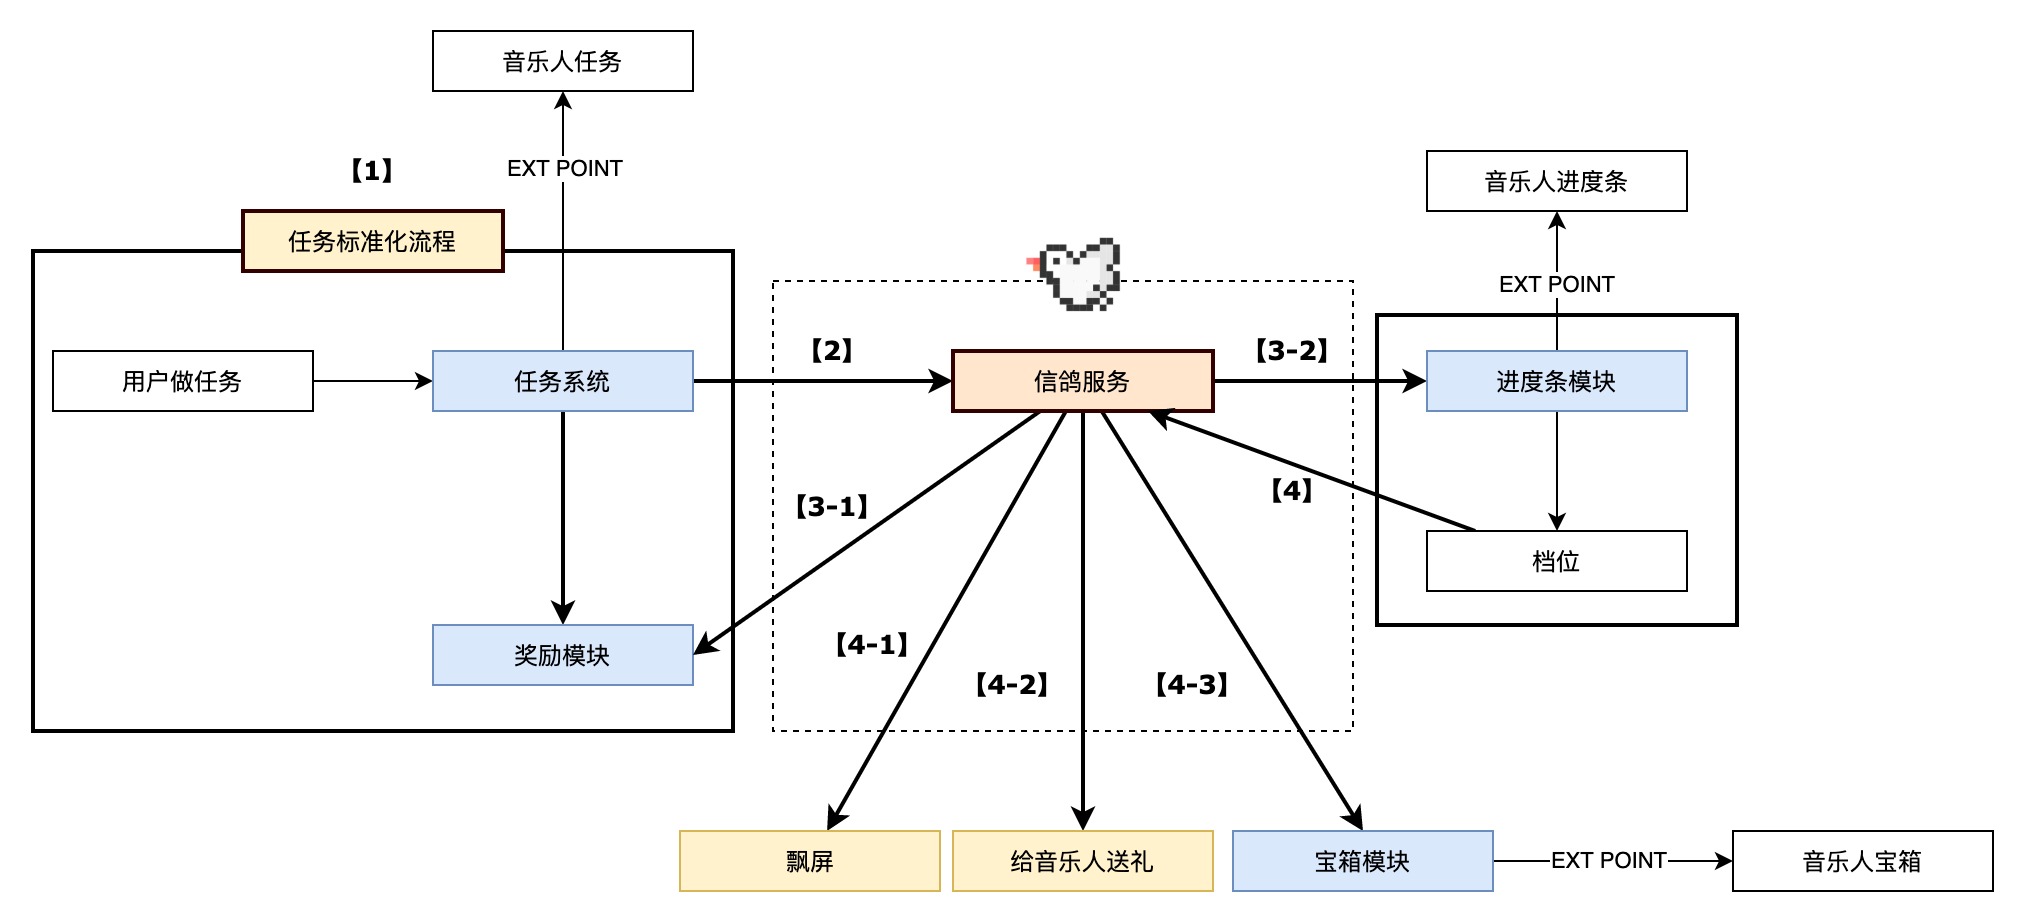 音乐人任务
【1】
EXT POINT
音乐人进度条
任务标准化流程
EXT POINT
用户做任务
任务系统
【2】
信鸽服务
【3-2】
进度条模块
【3-1】
【4】
档位
奖励模块
【4-1】
【4-2】
【4-3】
飘屏
给音乐人送礼
宝箱模块
EXT POINT
音乐人宝箱